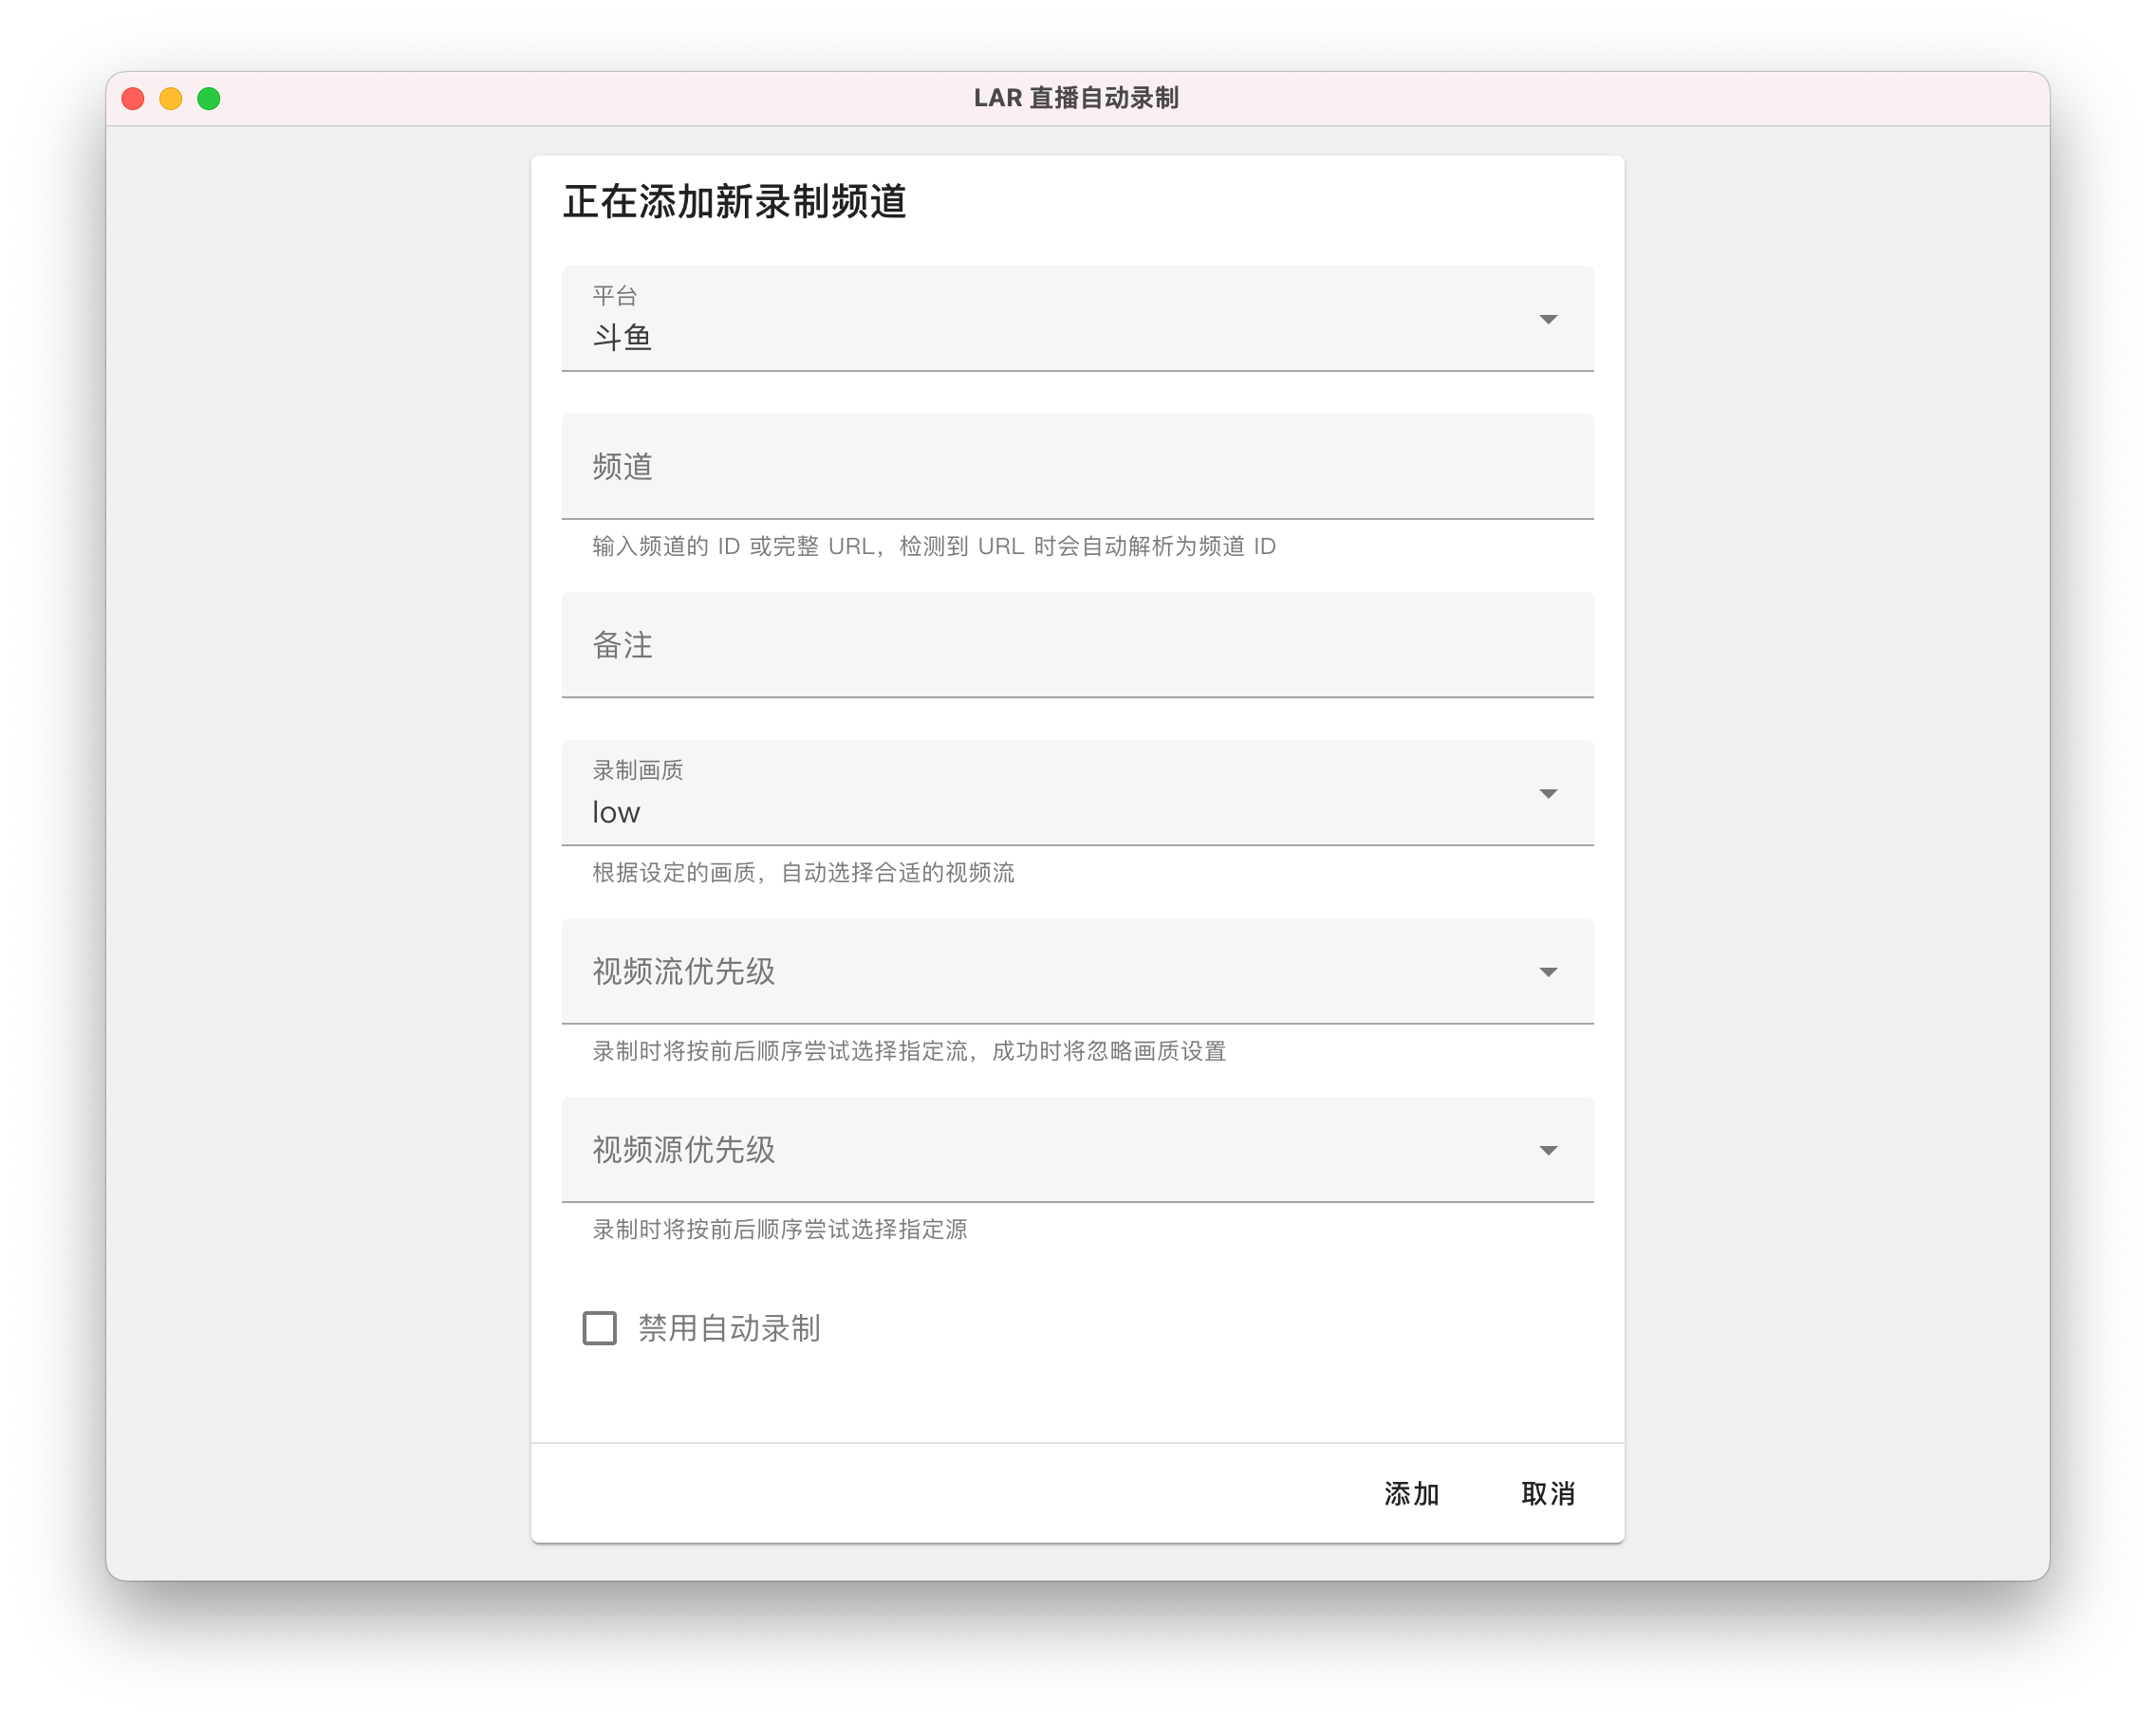 LAR 直播自动录制
正在添加新录制频道
平台
斗鱼
频道
输入频道的 ID 或完整 URL，检测到 URL 时会自动解析为频道 ID
备注
录制画质
low
根据设定的画质，自动选择合适的视频流
视频流优先级
录制时将按前后顺序尝试选择指定流，成功时将忽略画质设置
视频源优先级
录制时将按前后顺序尝试选择指定源
禁用自动录制
添加 取消